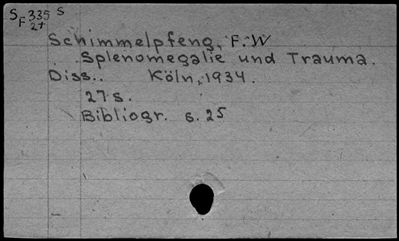 S 335 S
F 27
Schimmelpfeng, F. W
Splenomegalie und Trauma.
Diss.. Köln, 1934.
27 s.
Bibliogr. s. 25